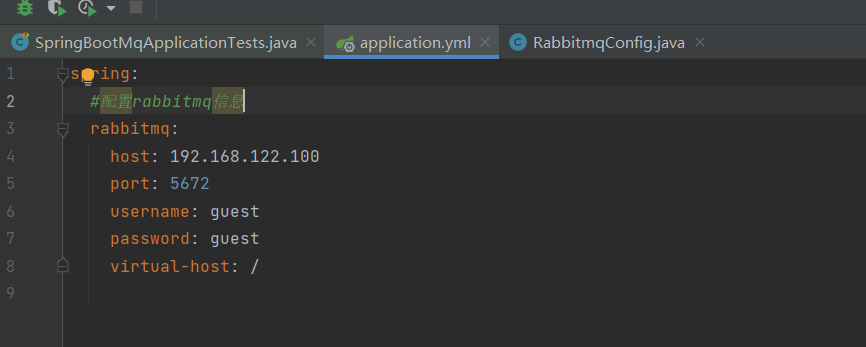 SpringBootMqApplicationTests.java
application.yml
RabbitmqConfig.java
1 spring:
2 #配置rabbitmq信息
3 rabbitmq:
4 host: 192.168.122.100
5 port: 5672
6 username: guest
7 password: guest
8 virtual-host: /
9